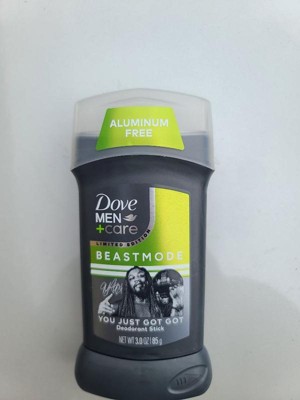 ALUMINUM
FREE
Dove
MEN
+care
LIMITED EDITION
BEASTMODE
YOU JUST GOT GOT
Deodorant Stick
NET WT 3.0 OZ / 85 g